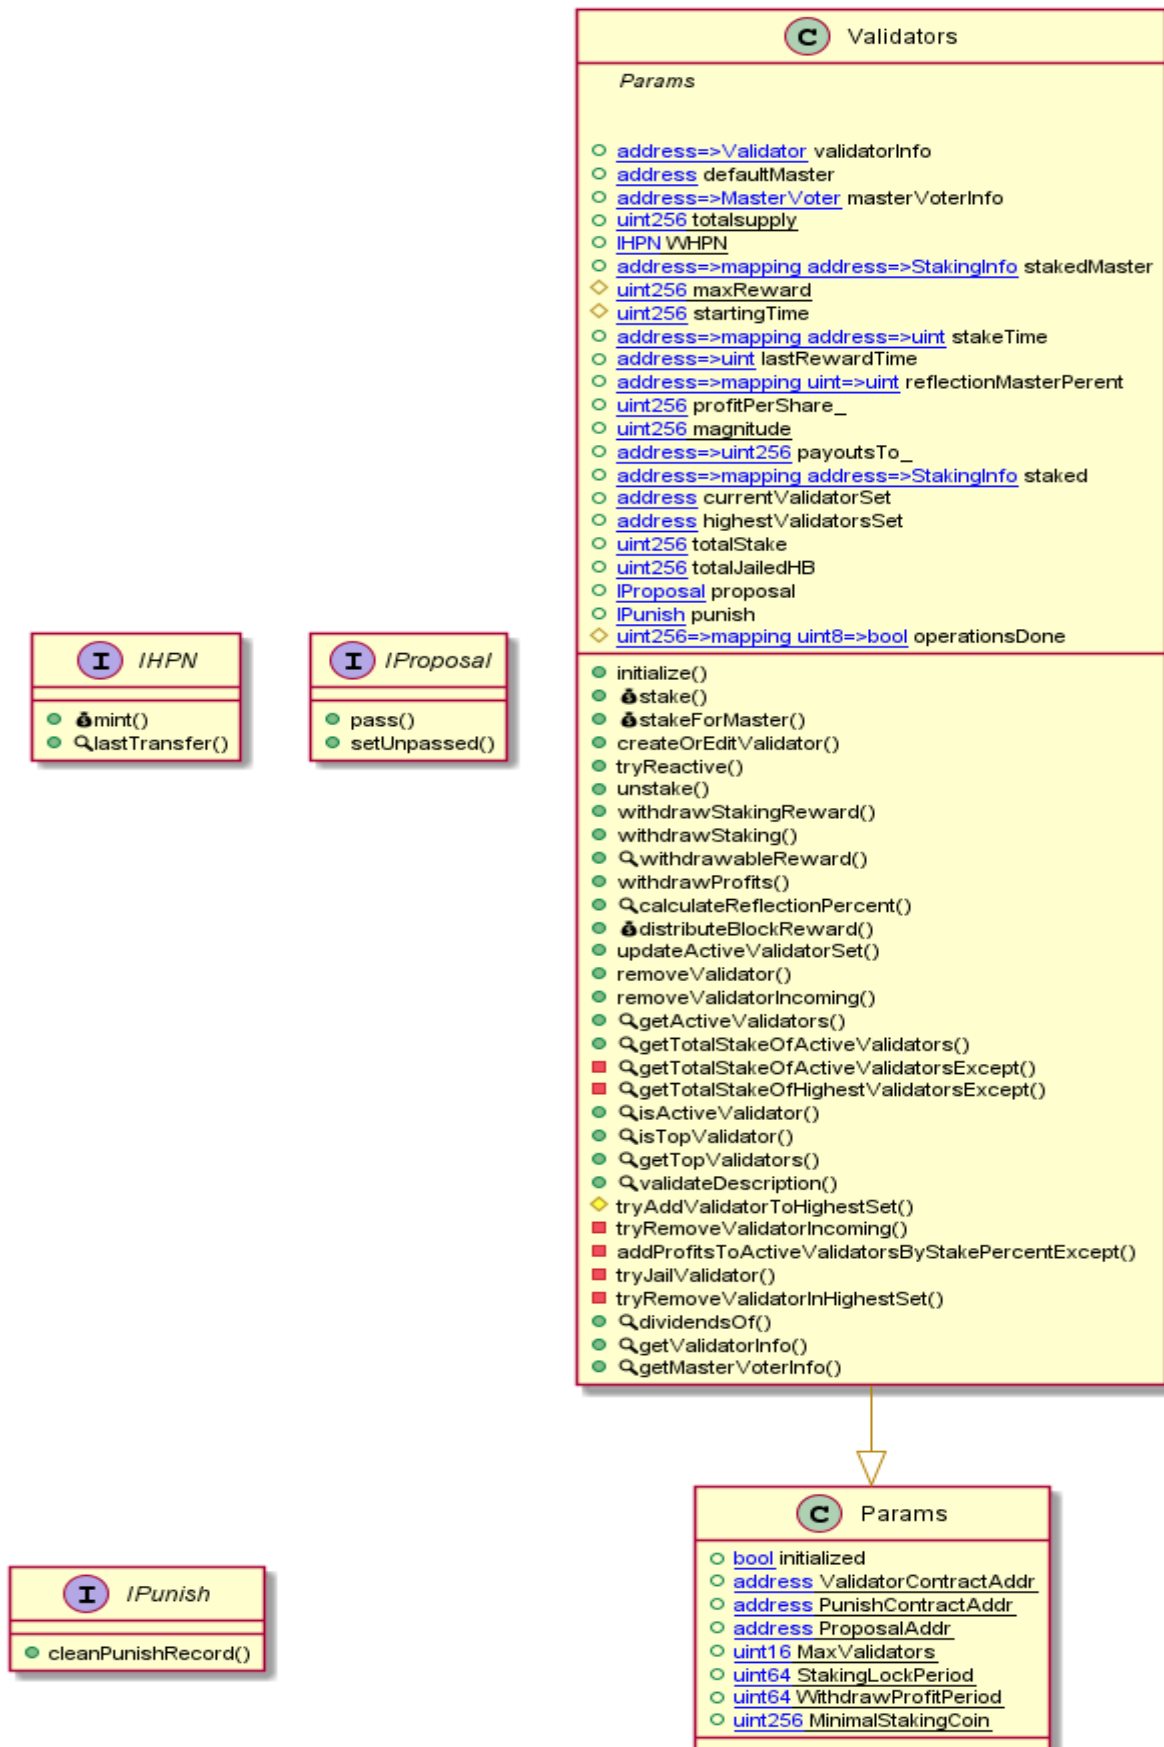 C Validators
Params
address=>Validator validatorInfo
address defaultMaster
address=>MasterVoter masterVoterInfo
uint256 totalsupply
IHPN WHPN
address=>mapping address=>StakingInfo stakedMaster
uint256 maxReward
uint256 startingTime
address=>mapping address=>uint stakeTime
address=>uint lastRewardTime
address=>mapping uint=>uint reflectionMasterPerent
uint256 profitPerShare_
uint256 magnitude
address=>uint256 payoutsTo_
address=>mapping address=>StakingInfo staked
address currentValidatorSet
address highestValidatorsSet
uint256 totalStake
uint256 totalJailedHB
IProposal proposal
IPunish punish
uint256=>mapping uint8=>bool operationsDone
initialize()
stake()
stakeForMaster()
createOrEditValidator()
tryReactive()
unstake()
withdrawStakingReward()
withdrawStaking()
withdrawableReward()
withdrawProfits()
calculateReflectionPercent()
distributeBlockReward()
updateActiveValidatorSet()
removeValidator()
removeValidatorIncoming()
getActiveValidators()
getTotalStakeOfActiveValidators()
getTotalStakeOfActiveValidatorsExcept()
getTotalStakeOfHighestValidatorsExcept()
isActiveValidator()
isTopValidator()
getTopValidators()
validateDescription()
tryAddValidatorToHighestSet()
tryRemoveValidatorIncoming()
addProfitsToActiveValidatorsByStakePercentExcept()
tryJailValidator()
tryRemoveValidatorInHighestSet()
dividendsOf()
getValidatorInfo()
getMasterVoterInfo()
I IHPN
mint()
lastTransfer()
I IProposal
pass()
setUnpassed()
I IPunish
cleanPunishRecord()
C Params
bool initialized
address ValidatorContractAddr
address PunishContractAddr
address ProposalAddr
uint16 MaxValidators
uint64 StakingLockPeriod
uint64 WithdrawProfitPeriod
uint256 MinimalStakingCoin